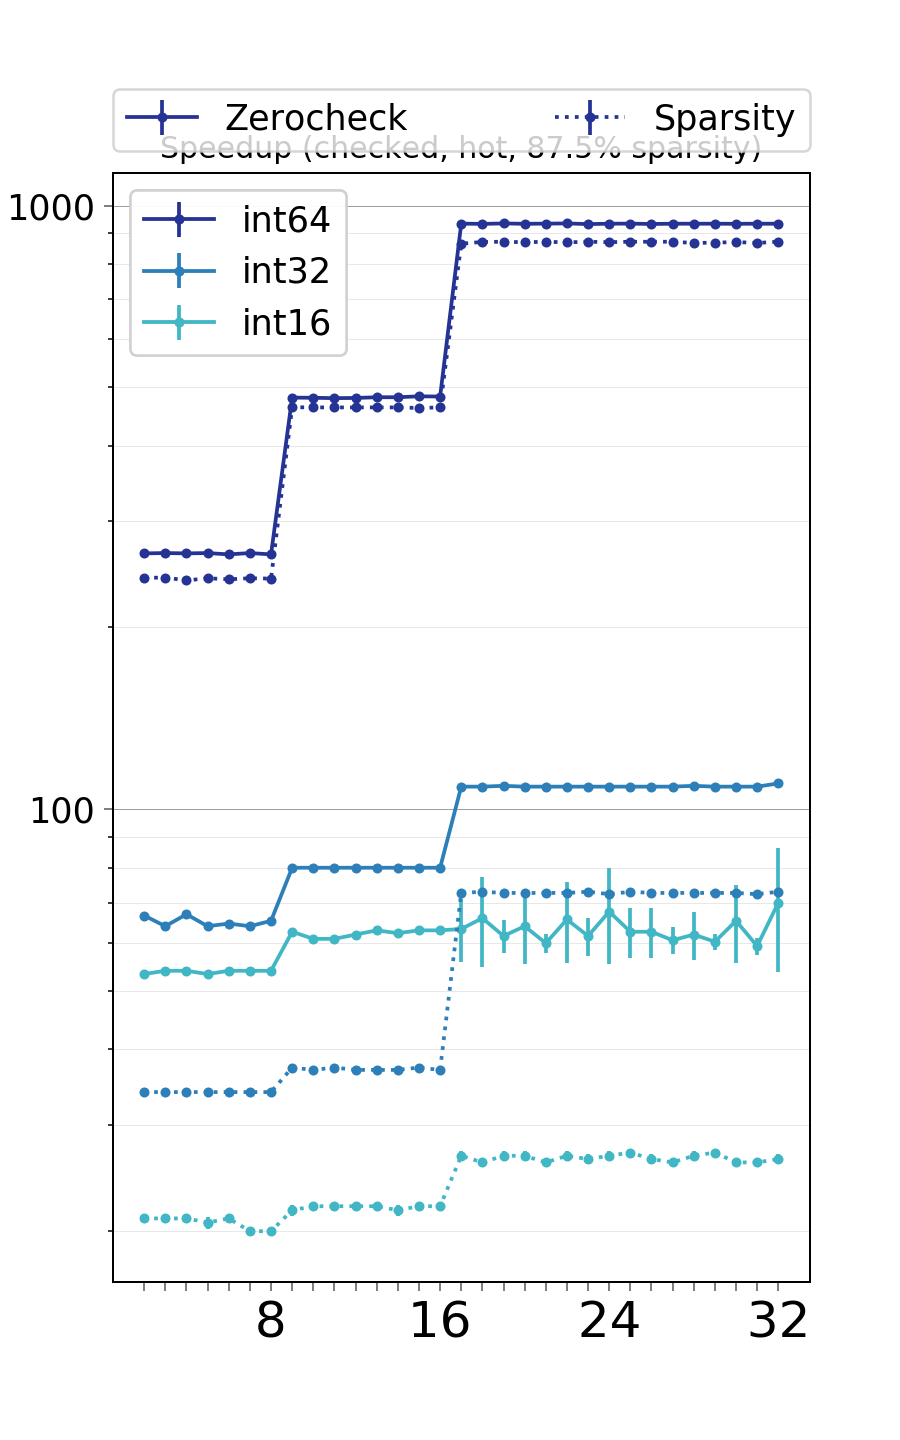 Zerocheck Sparsity
Speedup (checked, hot, 87.5% sparsity)
1000
int64
int32
int16
100
8 16 24 32